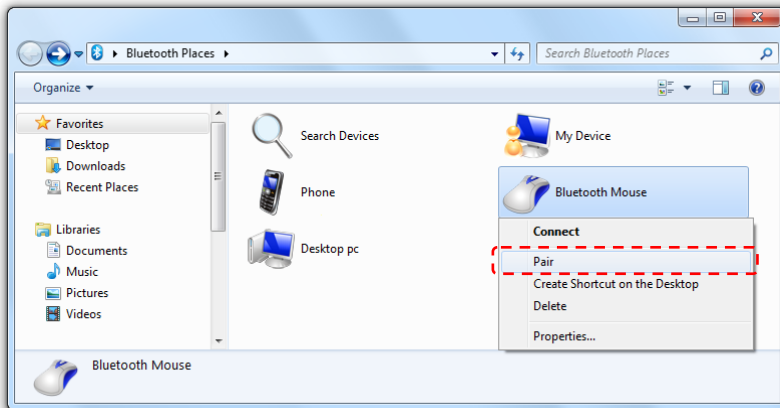 Bluetooth Places
Search Bluetooth Places
Organize
Favorites
Desktop
Downloads
Recent Places
Libraries
Documents
Music
Pictures
Videos
Search Devices
My Device
Phone
Bluetooth Mouse
Desktop pc
Connect
Pair
Create Shortcut on the Desktop
Delete
Properties...
Bluetooth Mouse